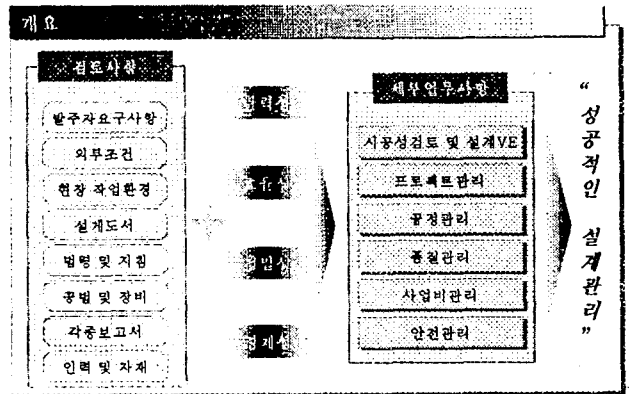 개요
검토사항
발주자요구사항
외부조건
현장 작업환경
설계도서
법령 및 지침
공법 및 장비
각종보고서
인력 및 자재
세부업무사항
시공성검토 및 설계VE
프로젝트관리
공정관리
품질관리
사업비관리
안전관리
“성공적인 설계관리”